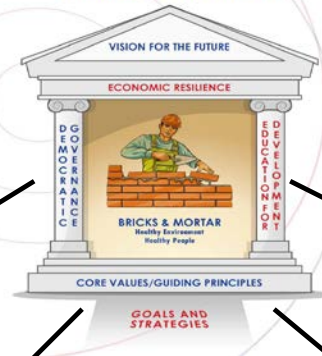 VISION FOR THE FUTURE
ECONOMIC RESILIENCE
DEMOCRATIC
GOVERNANCE
EDUCATION FOR
DEVELOPMENT
BRICKS & MORTAR
Healthy Environment
Healthy People
CORE VALUES/GUIDING PRINCIPLES
GOALS AND
STRATEGIES